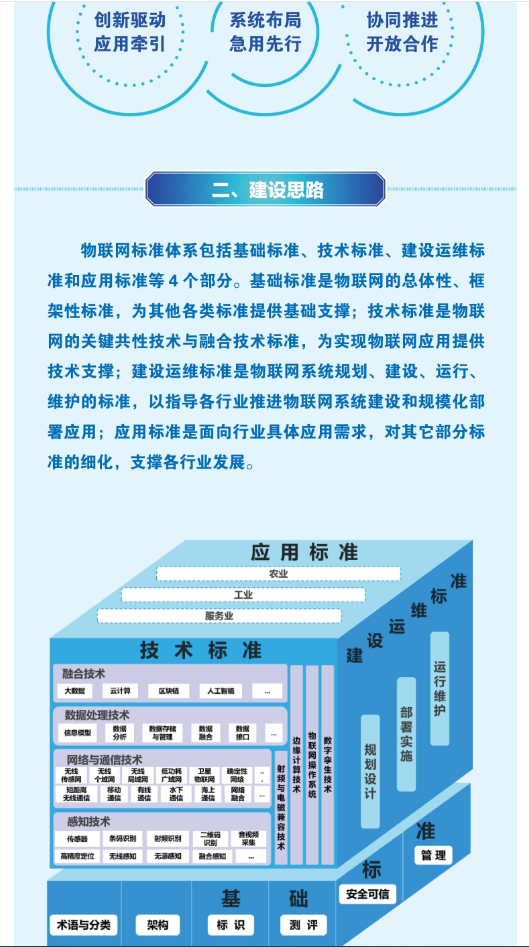 创新驱动
应用牵引
系统布局
急用先行
协同推进
开放合作
二、建设思路
物联网标准体系包括基础标准、技术标准、建设运维标
准和应用标准等 4 个部分。基础标准是物联网的总体性、框
架性标准，为其他各类标准提供基础支撑；技术标准是物联
网的关键共性技术与融合技术标准，为实现物联网应用提供
技术支撑；建设运维标准是物联网系统规划、建设、运行、
维护的标准，以指导各行业推进物联网系统建设和规模化部
署应用；应用标准是面向行业具体应用需求，对其它部分标
准的细化，支撑各行业发展。
应用标准
农业
工业
服务业
技术标准
融合技术
大数据 云计算 区块链 人工智能 ...
数据处理技术
信息模型 数据分析 数据存储与管理 数据融合 数据接口 ...
网络与通信技术
无线传感网 无线个域网 无线局域网 低功耗广域网 卫星物联网 确定性网络 ...
短距离无线通信 移动通信 有线通信 水下通信 海上通信 网络融合 ...
感知技术
传感器 条码识别 射频识别 二维码识别 音视频采集
高精度定位 无线感知 无源感知 融合感知 ...
射频与电磁兼容技术
边缘计算技术
物联网操作系统
数字孪生技术
建设运维标准
规划设计
部署实施
运行维护
基础标准
术语与分类 架构 标识 测评 安全可信 管理